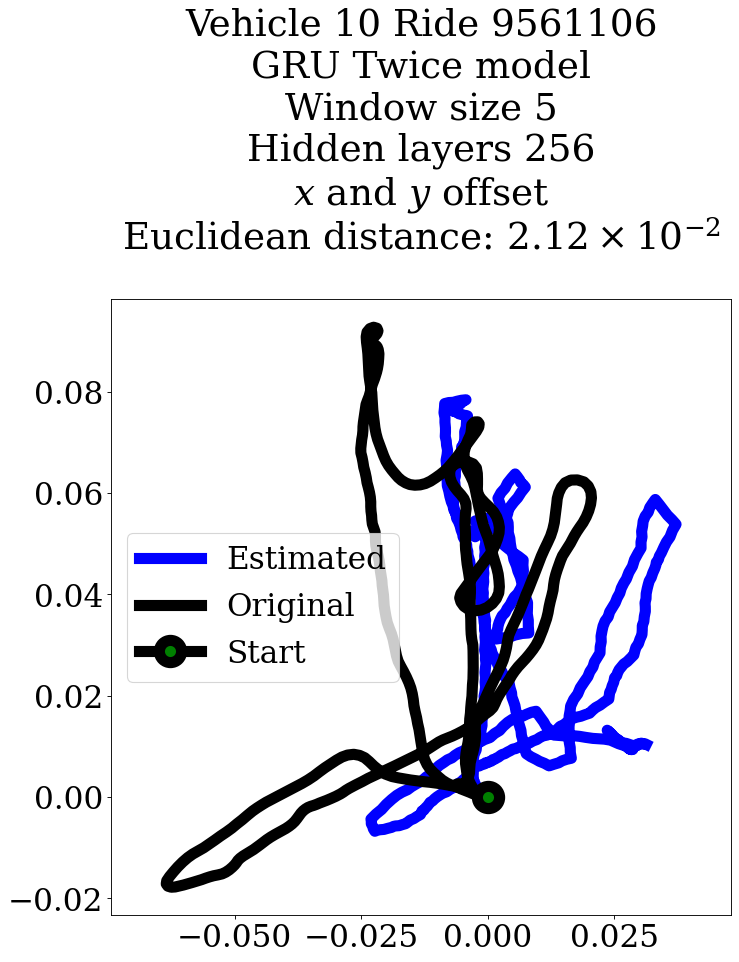 Vehicle 10 Ride 9561106
GRU Twice model
Window size 5
Hidden layers 256
x and y offset
Euclidean distance: 2.12 × 10⁻²
0.08
0.06
Estimated
0.04
Original
Start
0.02
0.00
−0.02
−0.050 −0.025 0.000 0.025